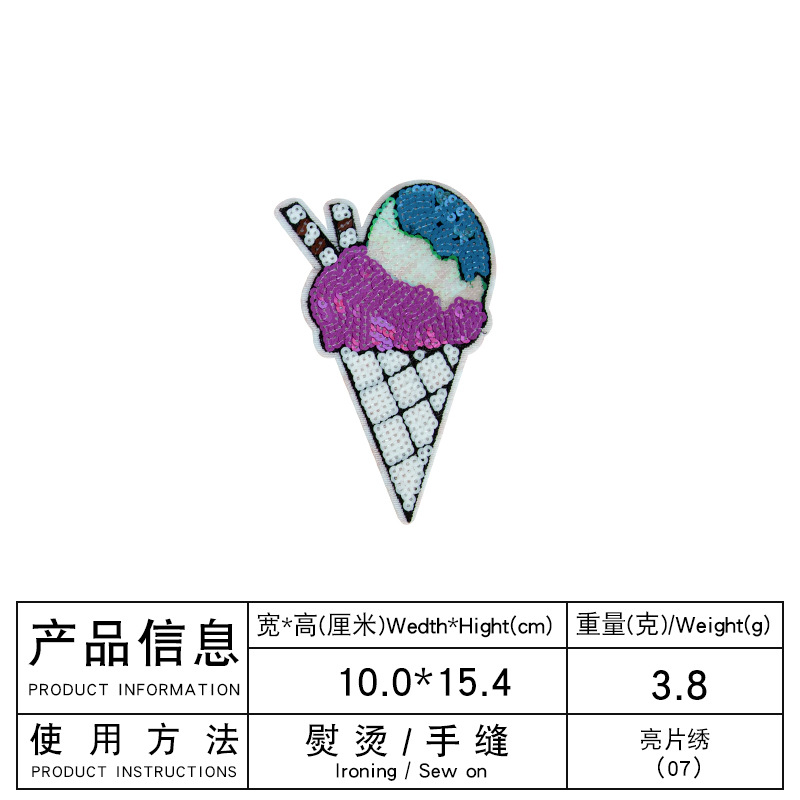 产品信息
PRODUCT INFORMATION
宽*高(厘米)Wedth*Hight(cm)
重量(克)/Weight(g)
10.0*15.4
3.8
使用方法
PRODUCT INSTRUCTIONS
熨烫/手缝
Ironing / Sew on
亮片绣
(07)